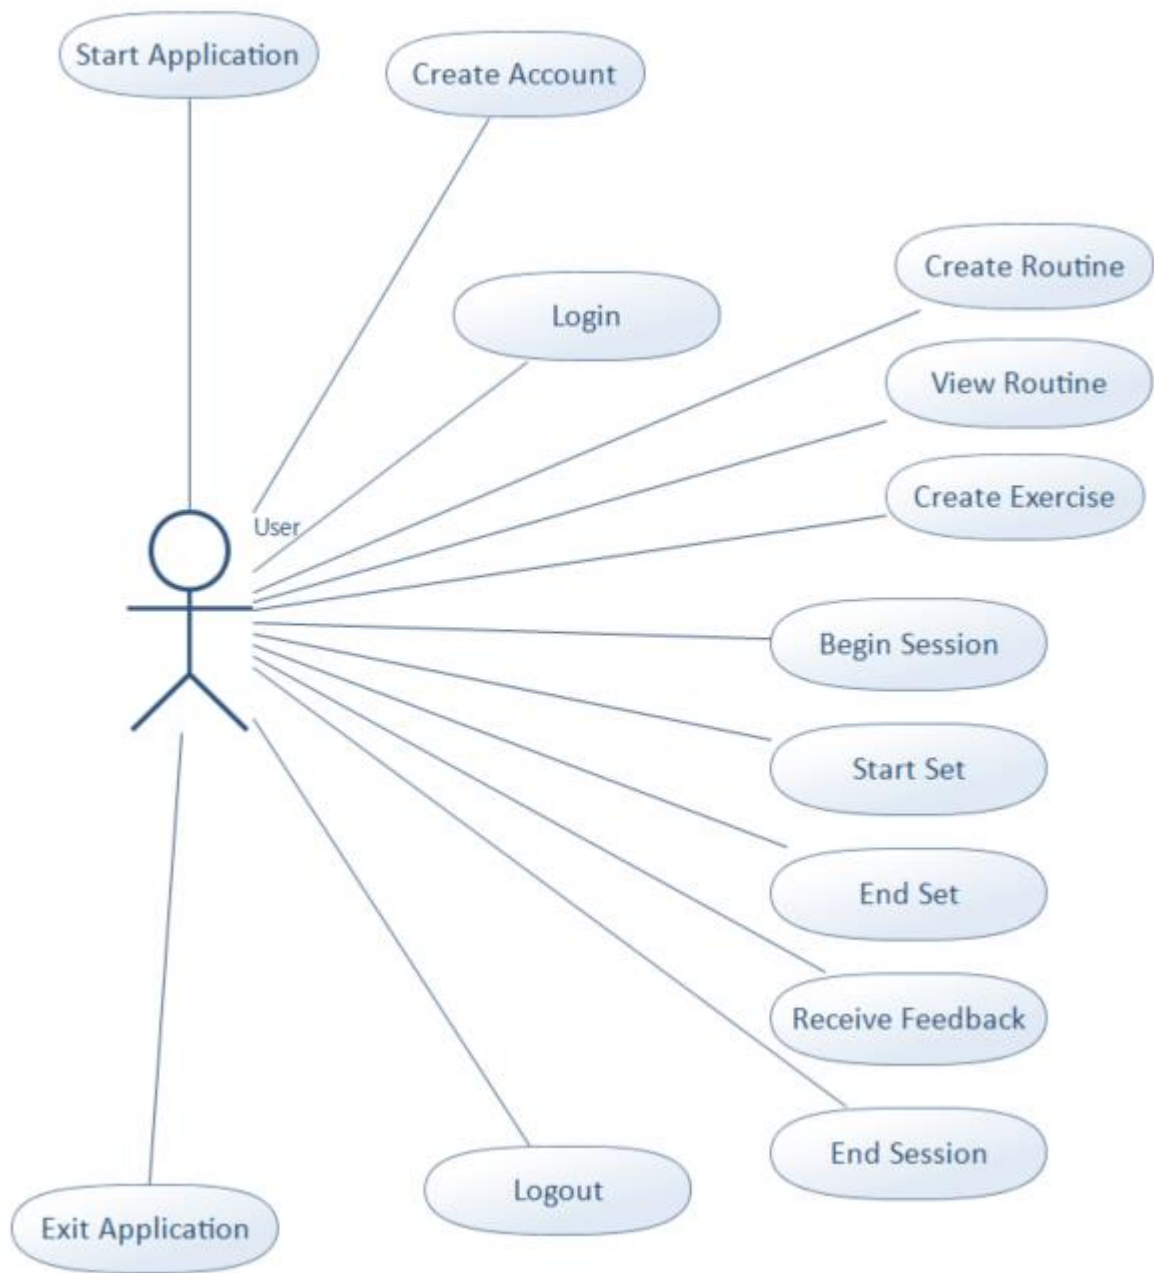 Start Application
Create Account
Create Routine
Login
View Routine
Create Exercise
User
Begin Session
Start Set
End Set
Receive Feedback
End Session
Logout
Exit Application